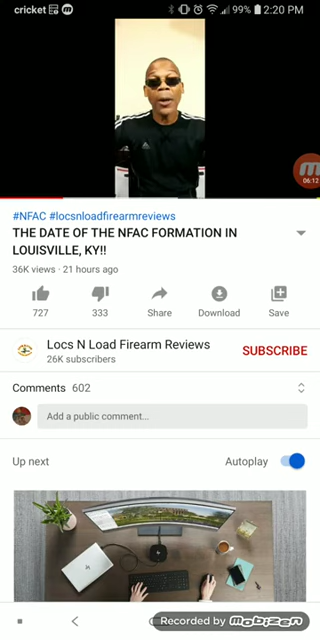 cricket 99% 2:20 PM
06:12
#NFAC #locsnloadfirearmreviews
THE DATE OF THE NFAC FORMATION IN
LOUISVILLE, KY!!
36K views · 21 hours ago
727 333 Share Download Save
Locs N Load Firearm Reviews
26K subscribers
SUBSCRIBE
Comments 602
Add a public comment...
Up next Autoplay
Recorded by Mobizen